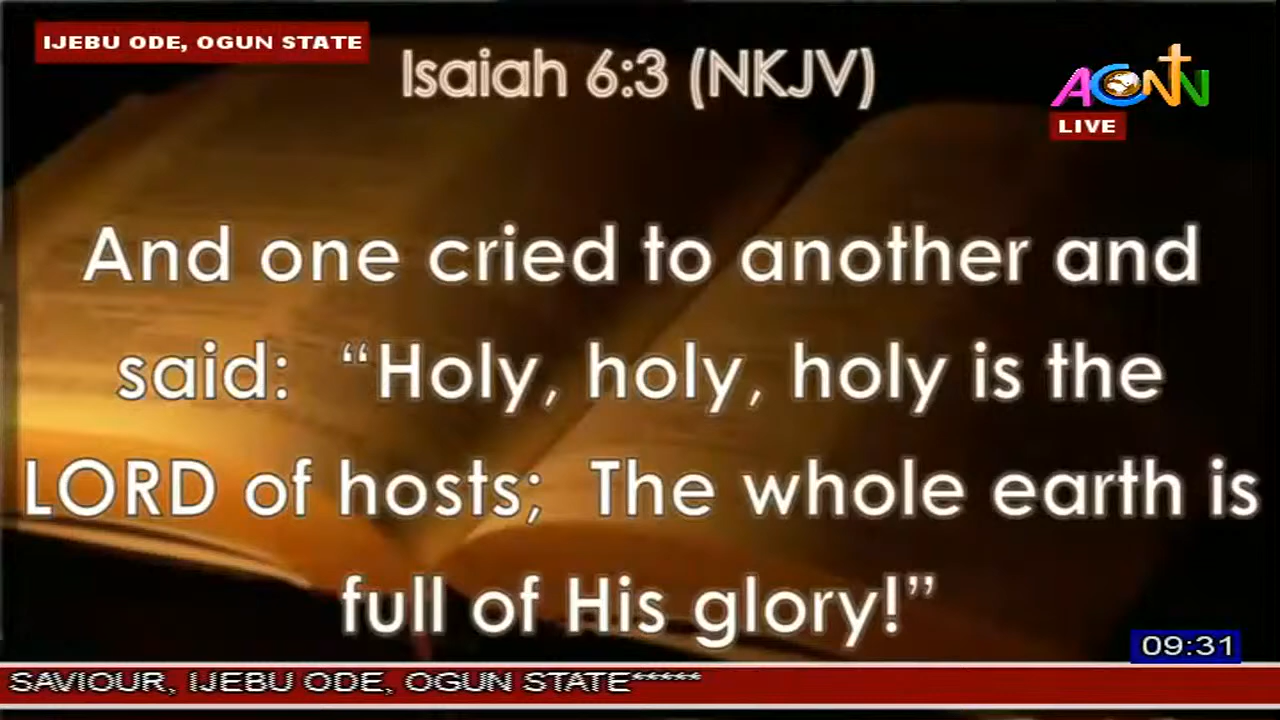 IJEBU ODE, OGUN STATE
Isaiah 6:3 (NKJV)
ACNN
LIVE
And one cried to another and
said: “Holy, holy, holy is the
LORD of hosts; The whole earth is
full of His glory!”
09:31
SAVIOUR, IJEBU ODE, OGUN STATE*****